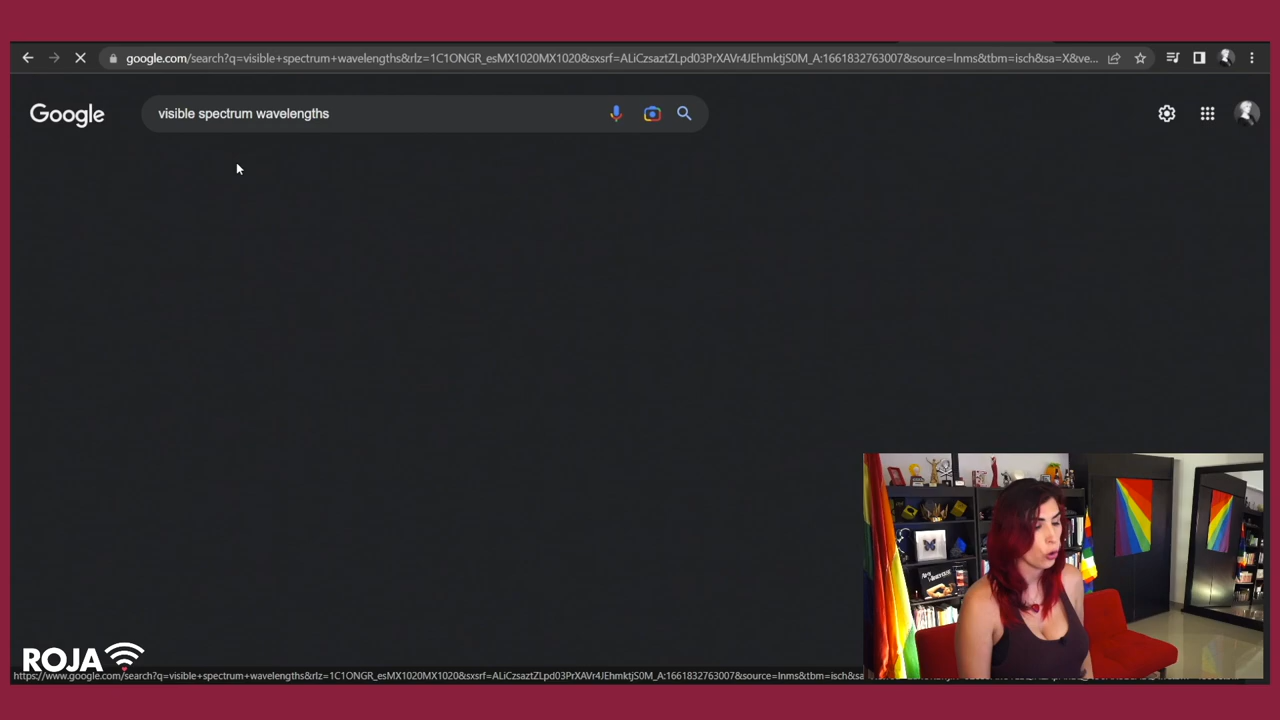 google.com/search?q=visible+spectrum+wavelengths&rlz=1C1ONGR_esMX1020MX1020&sxsrf=ALiCzsaztZLpd03PrXAVr4JEhmktjS0M_A:1661832763007&source=lnms&tbm=isch&sa=X&ve...
Google
visible spectrum wavelengths
ROJA
https://www.google.com/search?q=visible+spectrum+wavelengths&rlz=1C1ONGR_esMX1020MX1020&sxsrf=ALiCzsaztZLpd03PrXAVr4JEhmktjS0M_A:1661832763007&source=lnms&tbm=isch&sa